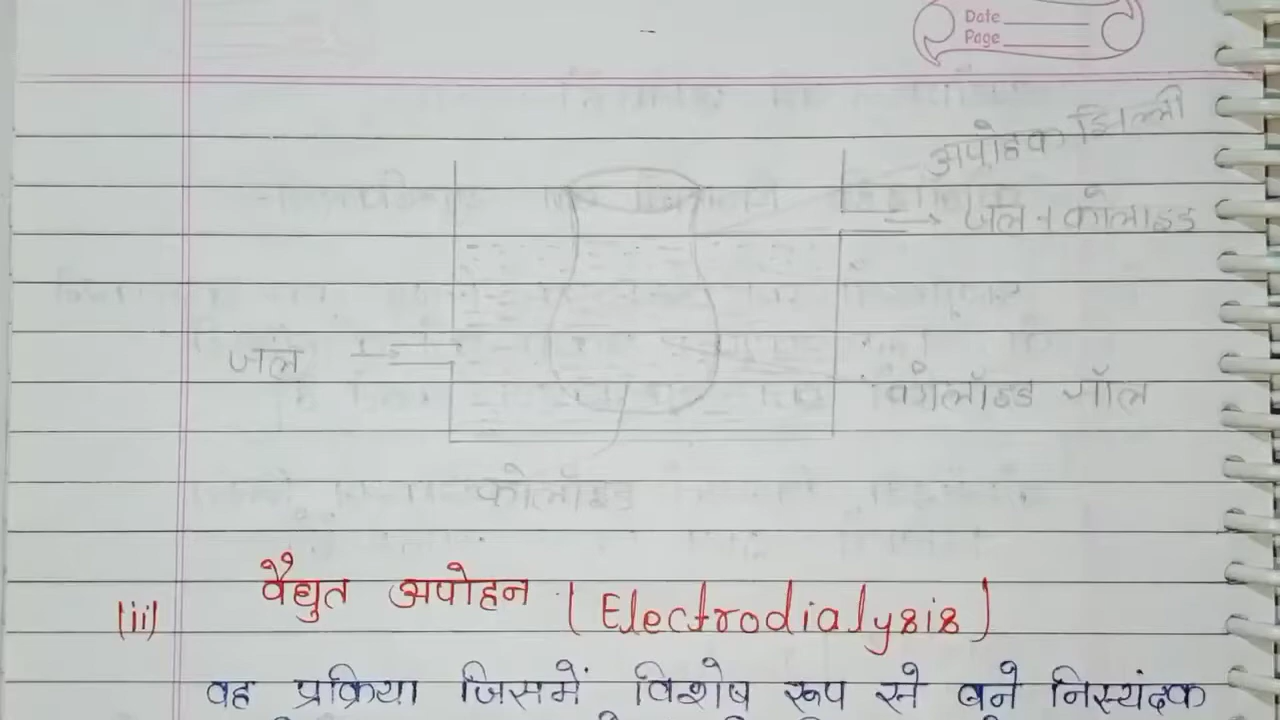 Date
Page
अपोहक झिल्ली
जल + कोलाइड
जल
कोलॉइड सॉल
कोलॉइड
(ii) वैद्युत अपोहन (Electrodialysis)
वह प्रक्रिया जिसमें विशेष रूप से बने निस्यंदक